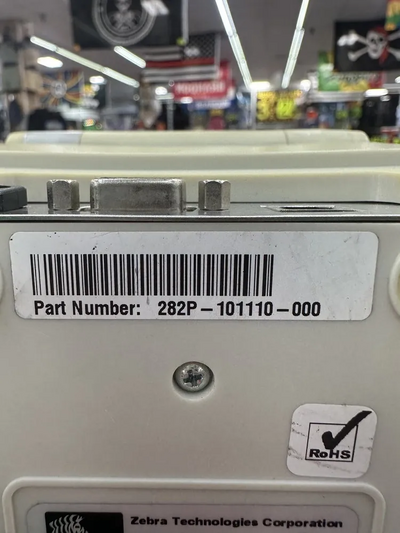 Part Number: 282P-101110-000
RoHS
Zebra Technologies Corporation